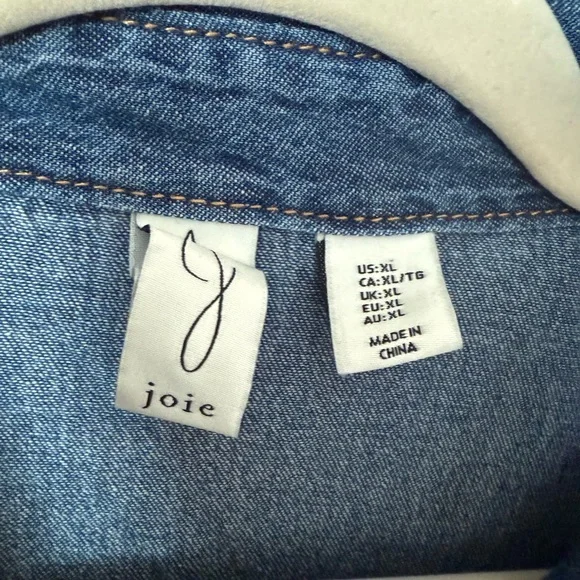 J
joie
US:XL
CA:XL/TG
UK:XL
EU:XL
AU:XL
MADE IN
CHINA